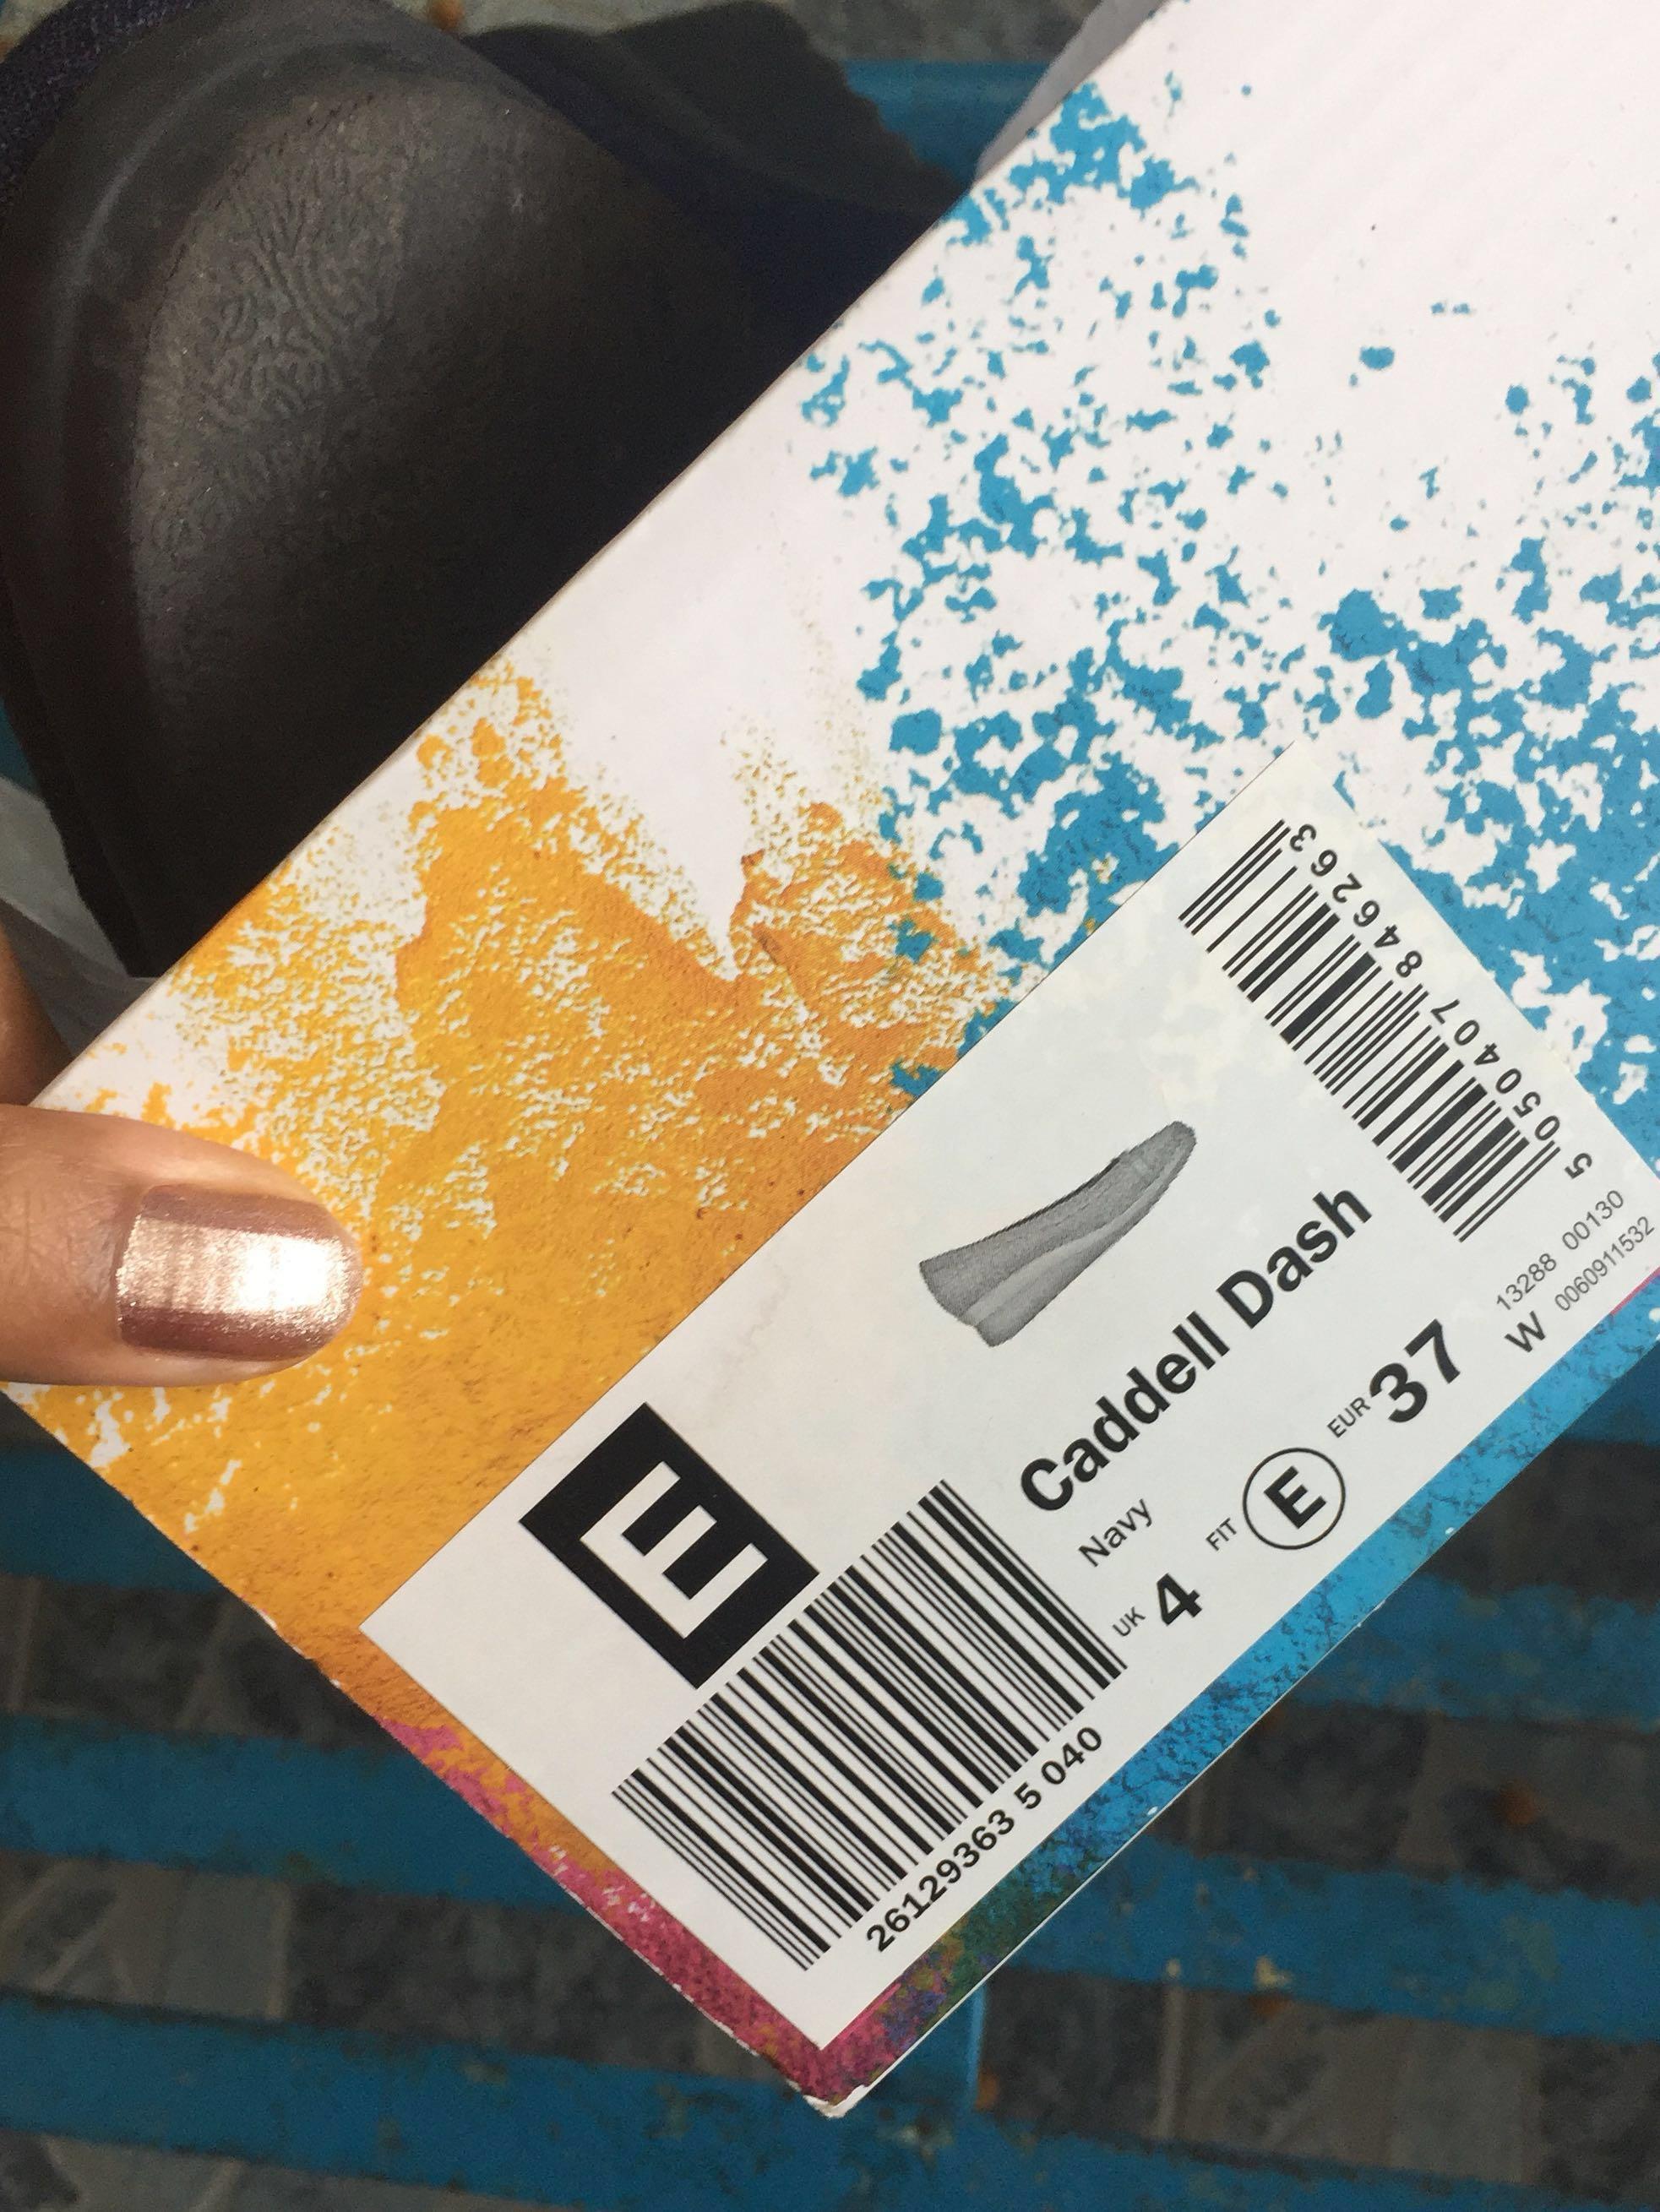 E
26129363 5 040
Caddell Dash
Navy
UK 4 FIT E EUR 37
5 050407 846263
13288 00130
W 0060911532